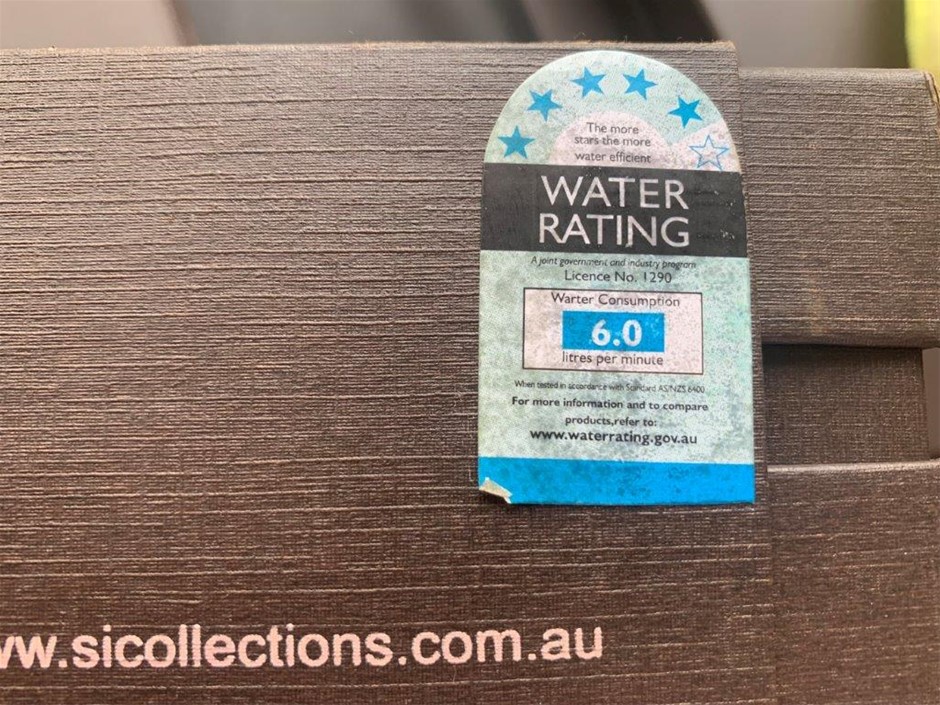 The more
stars the more
water efficient
WATER
RATING
A joint government and industry program
Licence No. 1290
Warter Consumption
6.0
litres per minute
When tested in accordance with Standard AS/NZS 6400
For more information and to compare
products,refer to:
www.waterrating.gov.au
ww.sicollections.com.au